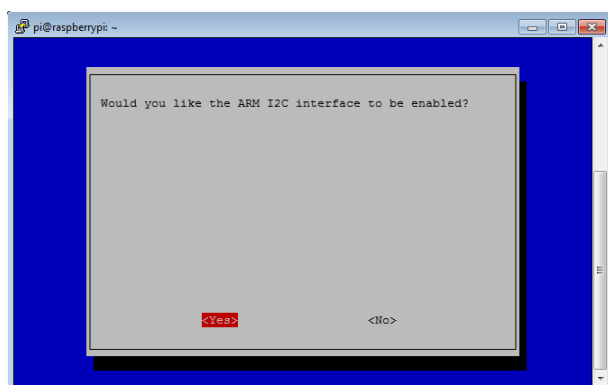 pi@raspberrypi: ~
Would you like the ARM I2C interface to be enabled?
<Yes> <No>